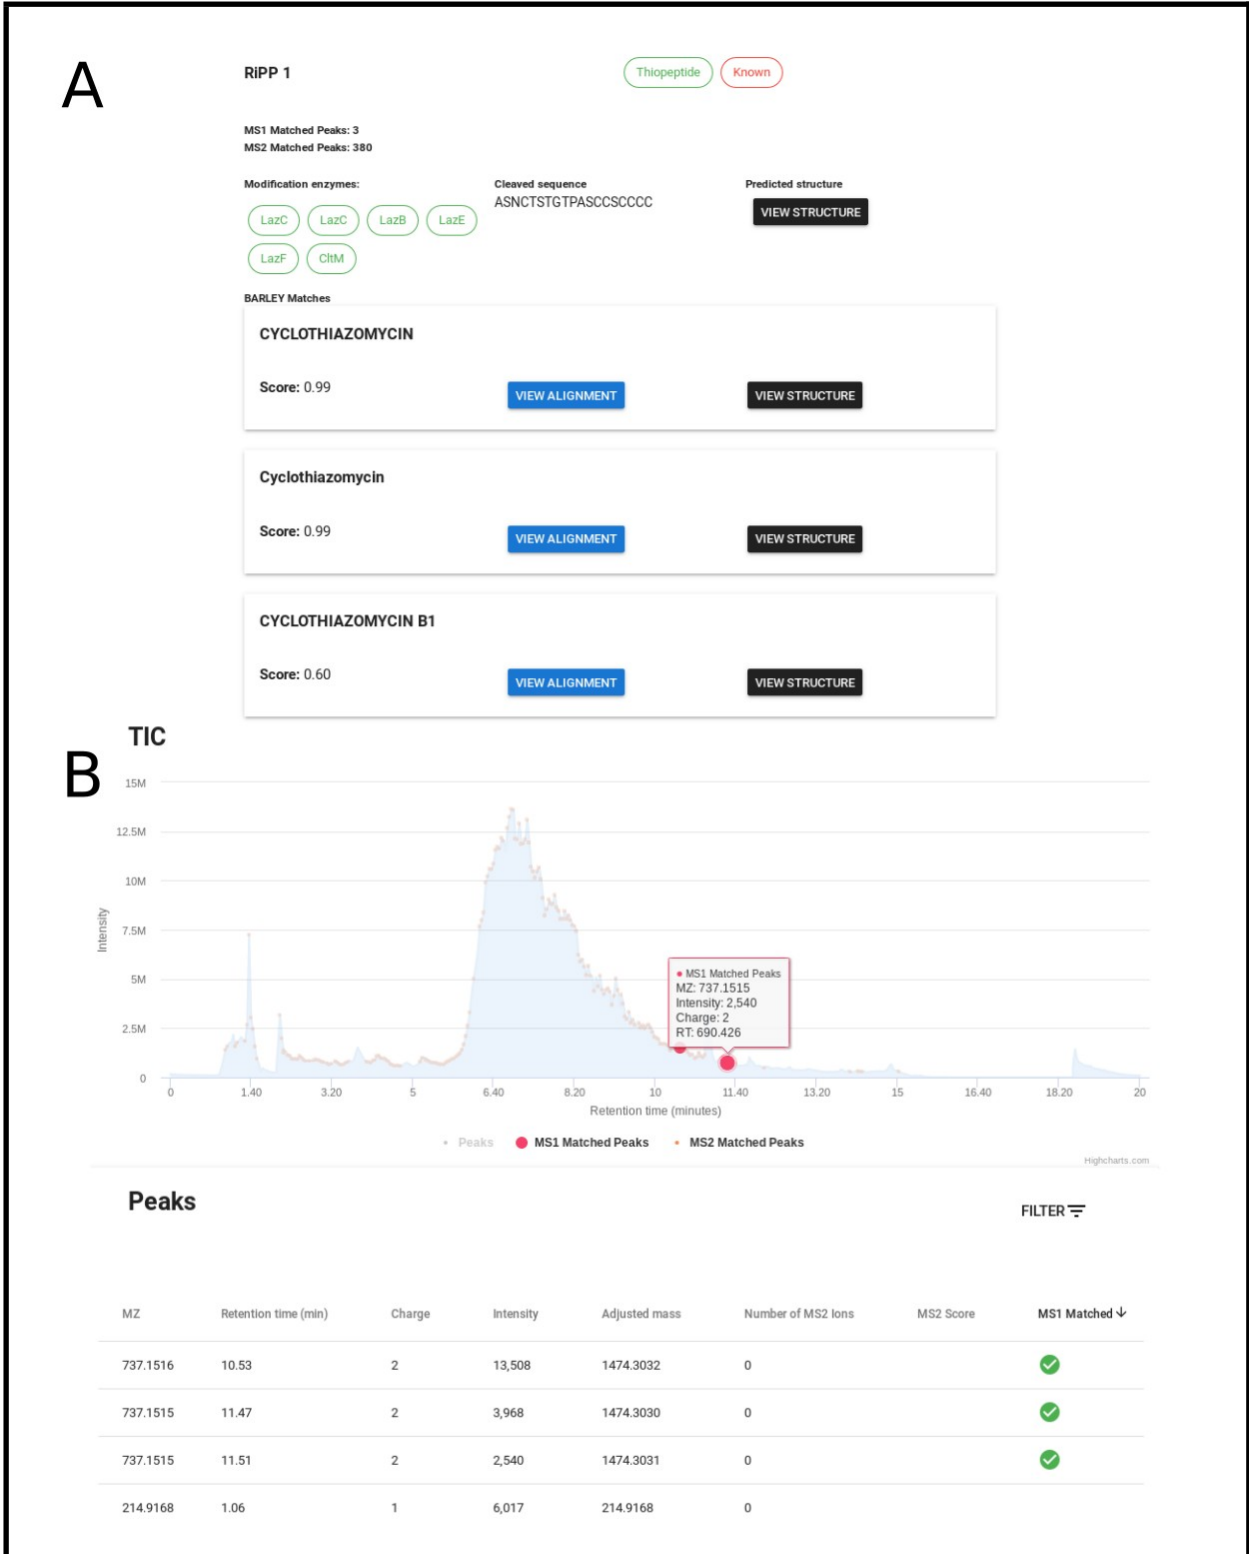 A
RiPP 1
Thiopeptide
Known
MS1 Matched Peaks: 3
MS2 Matched Peaks: 380
Modification enzymes:
Cleaved sequence
Predicted structure
ASNCTSTGTPASCCSCCCC
VIEW STRUCTURE
LazC LazC LazB LazE
LazF CltM
BARLEY Matches
CYCLOTHIAZOMYCIN
Score: 0.99
VIEW ALIGNMENT
VIEW STRUCTURE
Cyclothiazomycin
Score: 0.99
VIEW ALIGNMENT
VIEW STRUCTURE
CYCLOTHIAZOMYCIN B1
Score: 0.60
VIEW ALIGNMENT
VIEW STRUCTURE
B
TIC
15M
12.5M
10M
7.5M
5M
2.5M
0
Intensity
MS1 Matched Peaks
MZ: 737.1515
Intensity: 2,540
Charge: 2
RT: 690.426
0 1.40 3.20 5 6.40 8.20 10 11.40 13.20 15 16.40 18.20 20
Retention time (minutes)
Peaks MS1 Matched Peaks MS2 Matched Peaks
Highcharts.com
Peaks
FILTER
MZ Retention time (min) Charge Intensity Adjusted mass Number of MS2 Ions MS2 Score MS1 Matched
737.1516 10.53 2 13,508 1474.3032 0
737.1515 11.47 2 3,968 1474.3030 0
737.1515 11.51 2 2,540 1474.3031 0
214.9168 1.06 1 6,017 214.9168 0